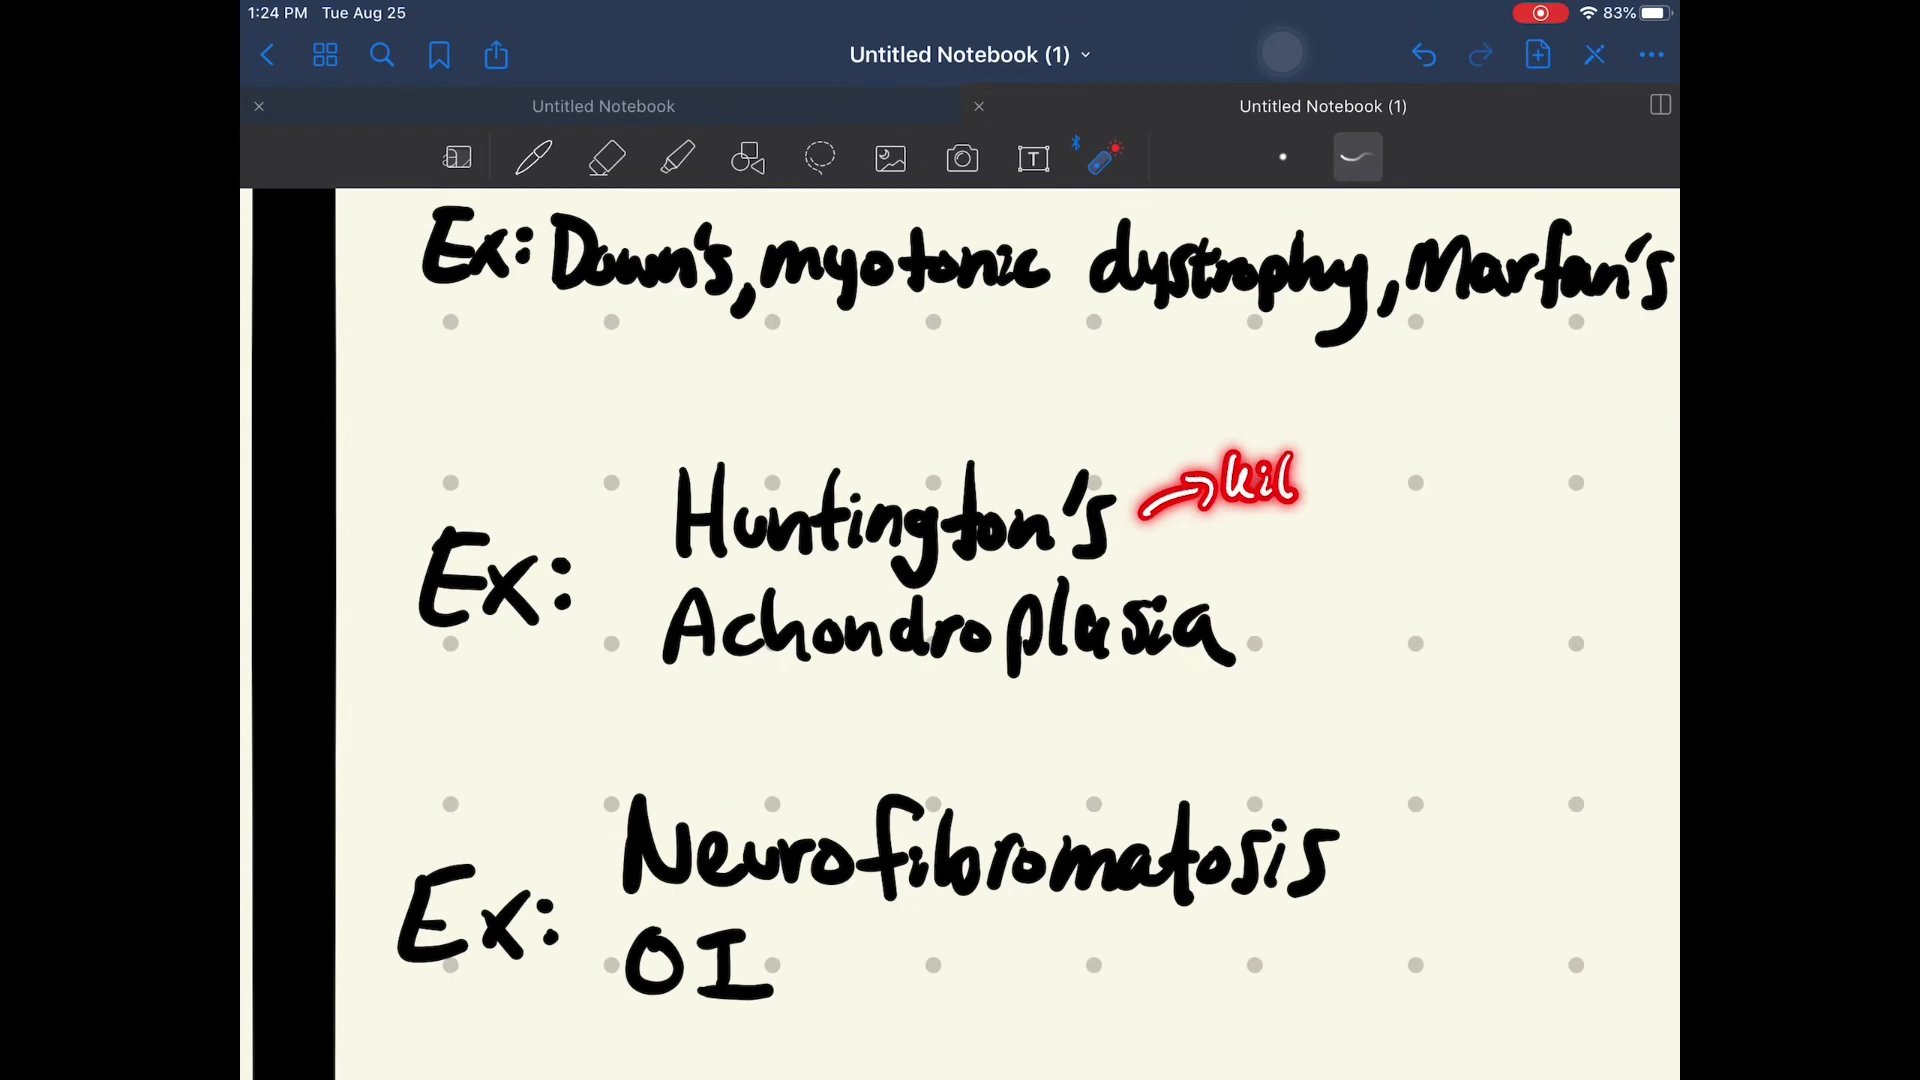 1:24 PM Tue Aug 25
83%
Untitled Notebook (1)
Untitled Notebook
Untitled Notebook (1)
T
Ex: Down's, myotonic dystrophy, Marfan's
Huntington's → kil
Ex:
Achondroplasia
Neurofibromatosis
Ex:
OI